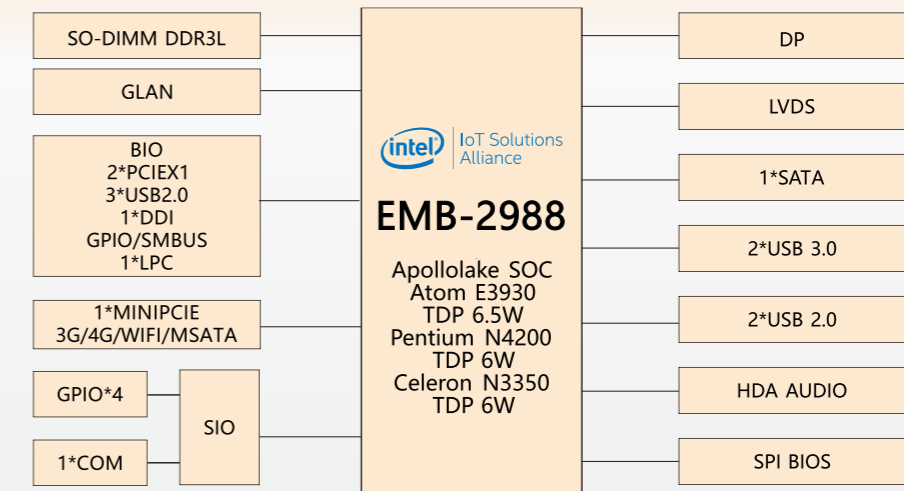 SO-DIMM DDR3L
GLAN
BIO
2*PCIEX1
3*USB2.0
1*DDI
GPIO/SMBUS
1*LPC
1*MINIPCIE
3G/4G/WIFI/MSATA
GPIO*4
1*COM
SIO
intel
IoT Solutions
Alliance
EMB-2988
Apollolake SOC
Atom E3930
TDP 6.5W
Pentium N4200
TDP 6W
Celeron N3350
TDP 6W
DP
LVDS
1*SATA
2*USB 3.0
2*USB 2.0
HDA AUDIO
SPI BIOS